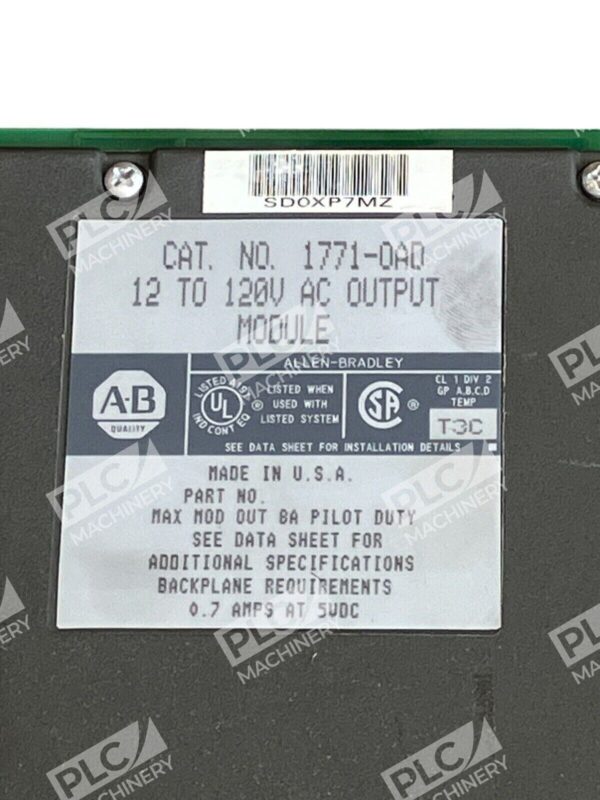 SD0XP7MZ
CAT. NO. 1771-OAD
12 TO 120V AC OUTPUT
MODULE
ALLEN-BRADLEY
A-B
QUALITY
LISTED A196
UL
IND CONT EQ
®
LISTED WHEN
USED WITH
LISTED SYSTEM
SA
®
CL 1 DIV 2
GP A,B,C,D
TEMP
T3C
SEE DATA SHEET FOR INSTALLATION DETAILS
MADE IN U.S.A.
PART NO.
MAX MOD OUT 8A PILOT DUTY
SEE DATA SHEET FOR
ADDITIONAL SPECIFICATIONS
BACKPLANE REQUIREMENTS
0.7 AMPS AT 5VDC
PLC
MACHINERY